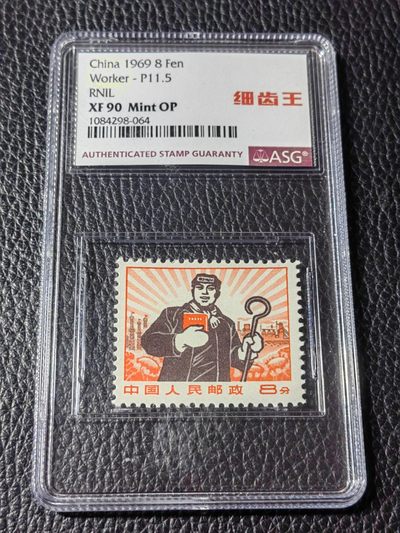 China 1969 8 Fen
Worker - P11.5
RNIL
XF 90 Mint OP
1084298-064
细齿王
AUTHENTICATED STAMP GUARANTY
ASG®
中国人民邮政 8分